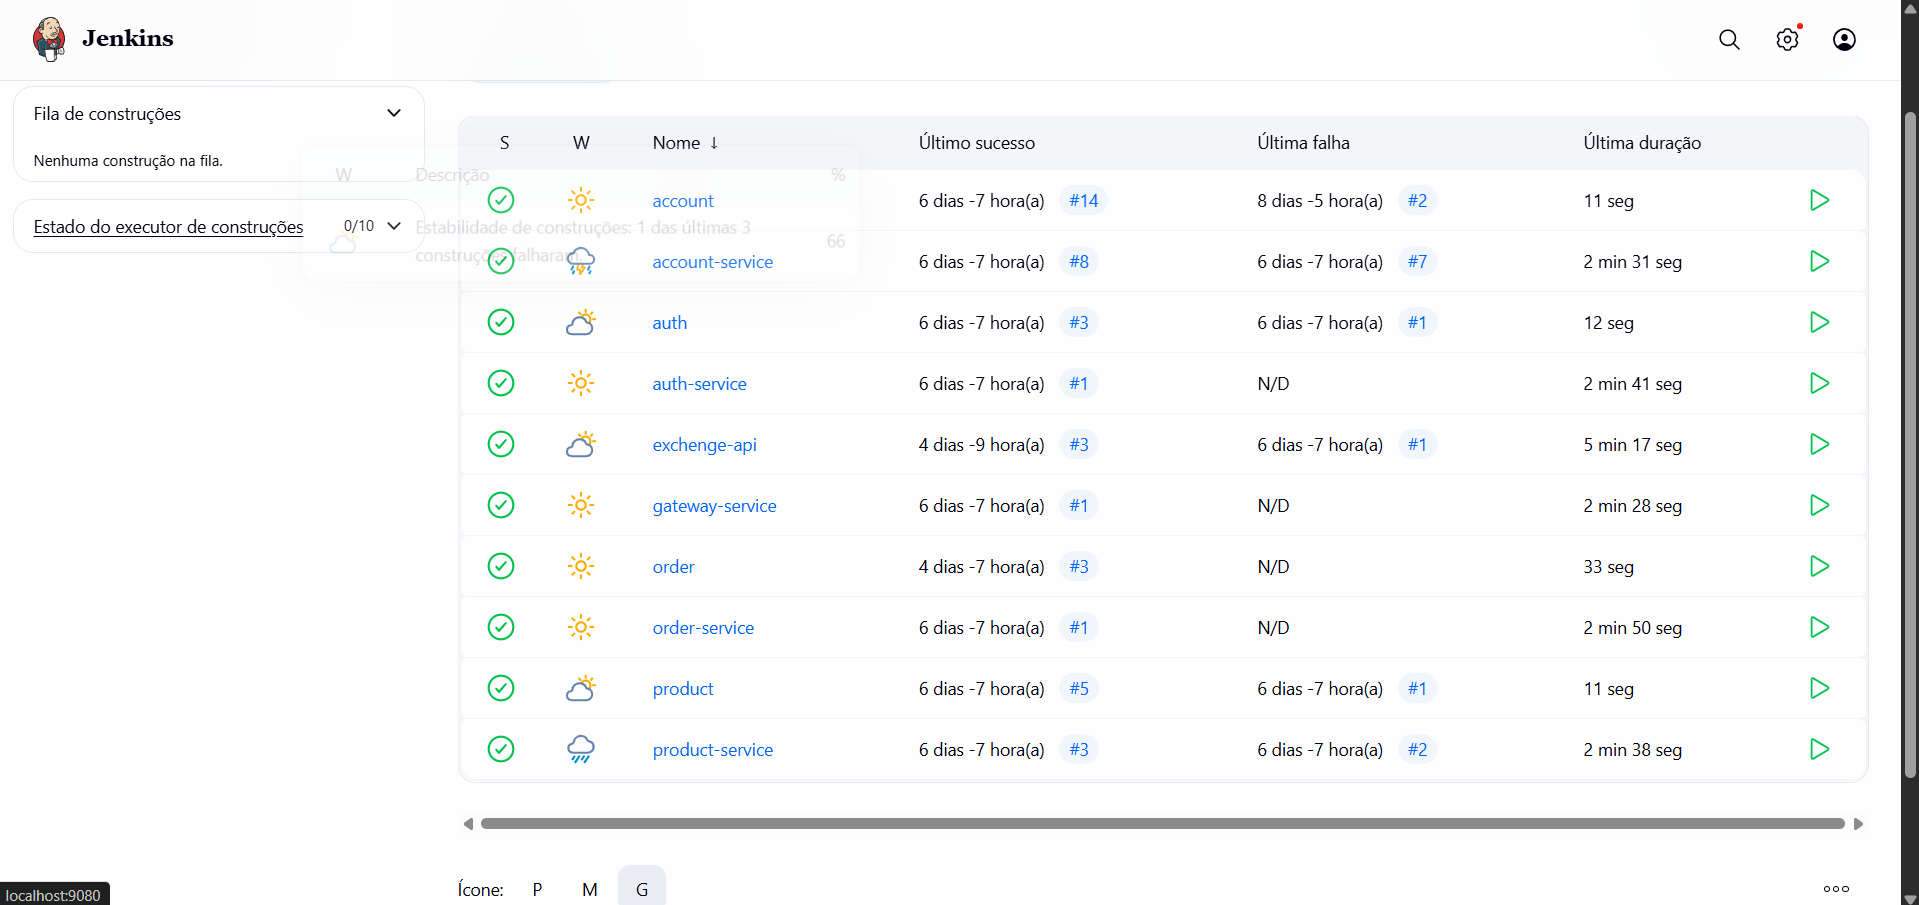 Jenkins
Fila de construções
Nenhuma construção na fila.
Estado do executor de construções 0/10
W Descrição %
Estabilidade de construções: 1 das últimas 3
construções falharam. 66
S W Nome ↓ Último sucesso Última falha Última duração
account 6 dias -7 hora(a) #14 8 dias -5 hora(a) #2 11 seg
account-service 6 dias -7 hora(a) #8 6 dias -7 hora(a) #7 2 min 31 seg
auth 6 dias -7 hora(a) #3 6 dias -7 hora(a) #1 12 seg
auth-service 6 dias -7 hora(a) #1 N/D 2 min 41 seg
exchenge-api 4 dias -9 hora(a) #3 6 dias -7 hora(a) #1 5 min 17 seg
gateway-service 6 dias -7 hora(a) #1 N/D 2 min 28 seg
order 4 dias -7 hora(a) #3 N/D 33 seg
order-service 6 dias -7 hora(a) #1 N/D 2 min 50 seg
product 6 dias -7 hora(a) #5 6 dias -7 hora(a) #1 11 seg
product-service 6 dias -7 hora(a) #3 6 dias -7 hora(a) #2 2 min 38 seg
Ícone: P M G
localhost:9080